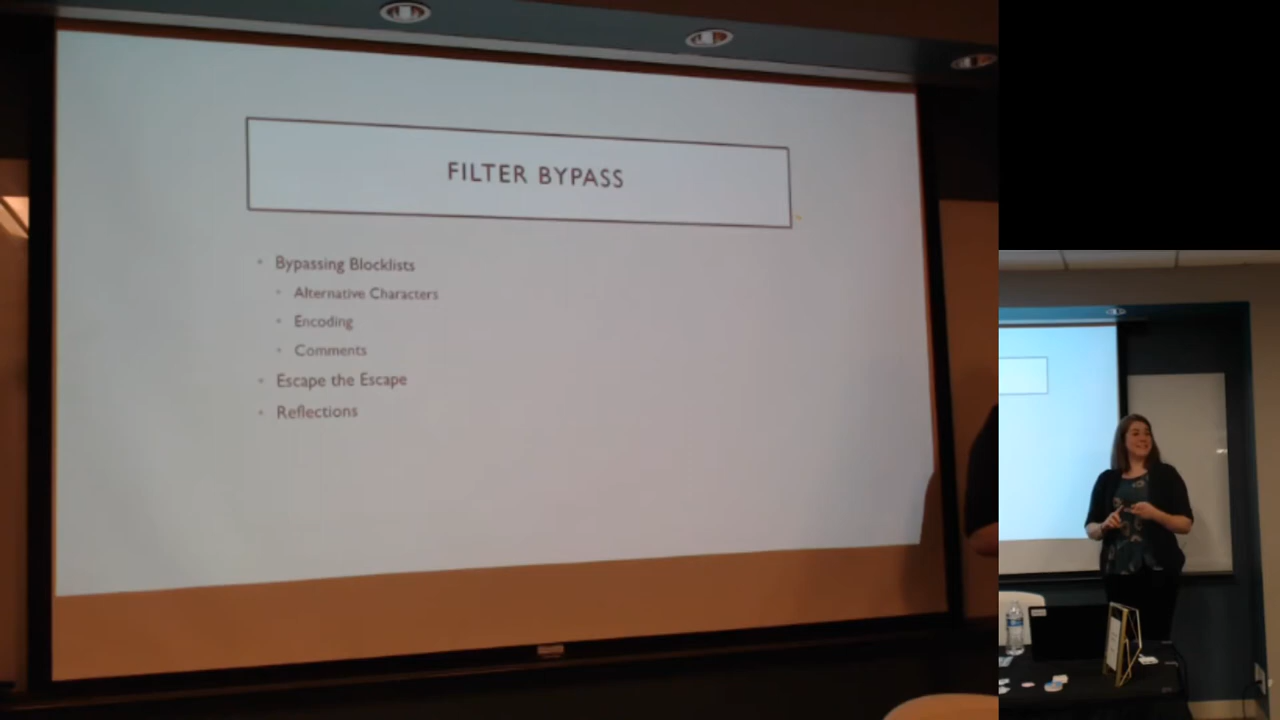 FILTER BYPASS
Bypassing Blocklists
Alternative Characters
Encoding
Comments
Escape the Escape
Reflections